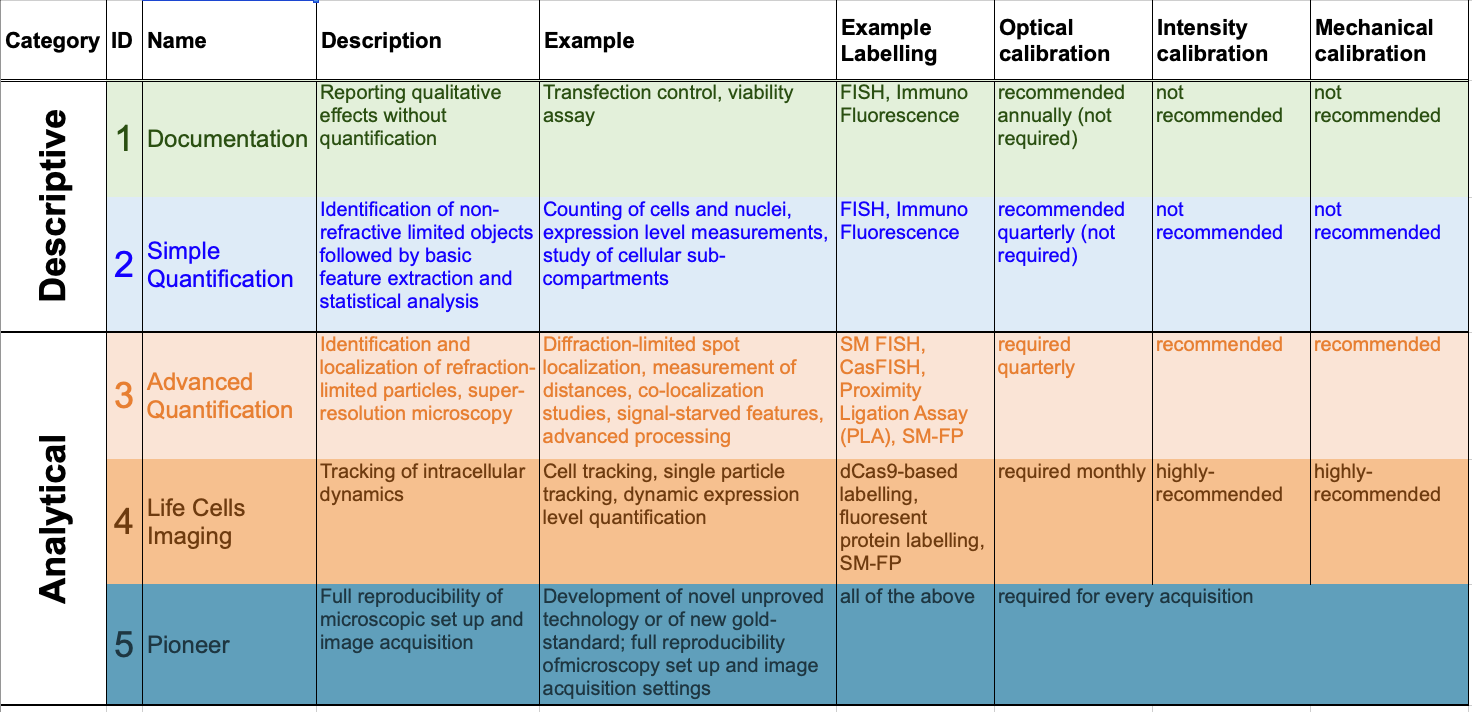 Category ID Name Description Example Example Labelling Optical calibration Intensity calibration Mechanical calibration
Descriptive
1
Documentation
Reporting qualitative
effects without
quantification
Transfection control, viability
assay
FISH, Immuno
Fluorescence
recommended
annually (not
required)
not
recommended
not
recommended
2
Simple
Quantification
Identification of non-
refractive limited objects
followed by basic
feature extraction and
statistical analysis
Counting of cells and nuclei,
expression level measurements,
study of cellular sub-
compartments
FISH, Immuno
Fluorescence
recommended
quarterly (not
required)
not
recommended
not
recommended
Analytical
3
Advanced
Quantification
Identification and
localization of refraction-
limited particles, super-
resolution microscopy
Diffraction-limited spot
localization, measurement of
distances, co-localization
studies, signal-starved features,
advanced processing
SM FISH,
CasFISH,
Proximity
Ligation Assay
(PLA), SM-FP
required
quarterly
recommended
recommended
4
Life Cells
Imaging
Tracking of intracellular
dynamics
Cell tracking, single particle
tracking, dynamic expression
level quantification
dCas9-based
labelling,
fluoresent
protein labelling,
SM-FP
required monthly
highly-
recommended
highly-
recommended
5
Pioneer
Full reproducibility of
microscopic set up and
image acquisition
Development of novel unproved
technology or of new gold-
standard; full reproducibility
ofmicroscopy set up and image
acquisition settings
all of the above
required for every acquisition